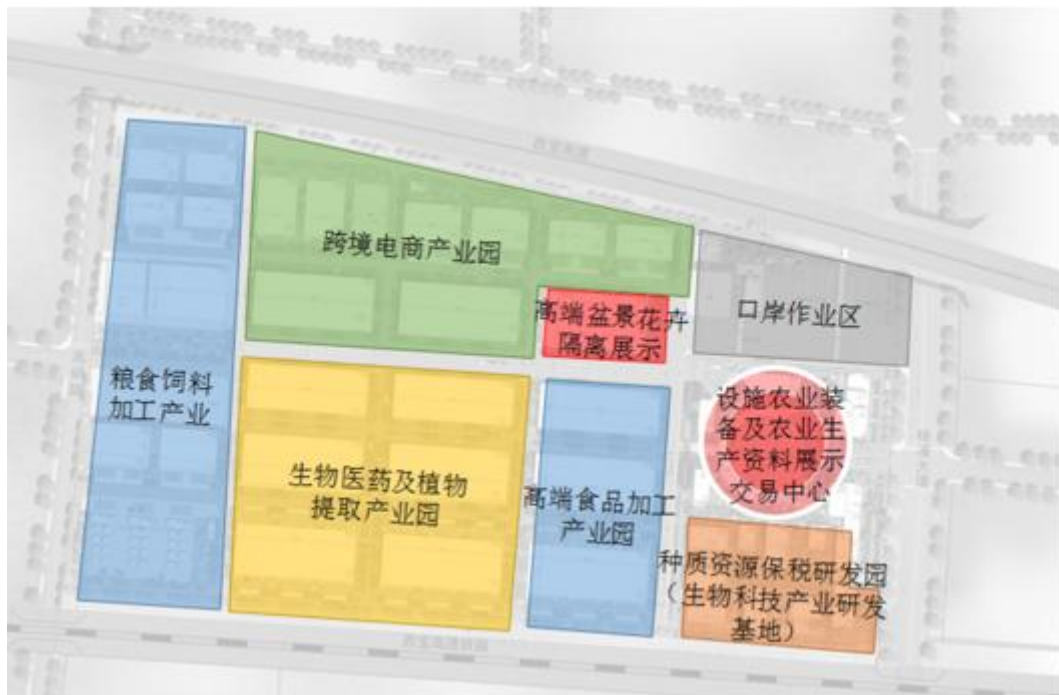 跨境电商产业园
高端盆景花卉
隔离展示
口岸作业区
粮食饲料
加工产业
生物医药及植物
提取产业园
高端食品加工
产业园
设施农业装
备及农业生
产资料展示
交易中心
种质资源保税研发园
（生物科技产业研发
基地）